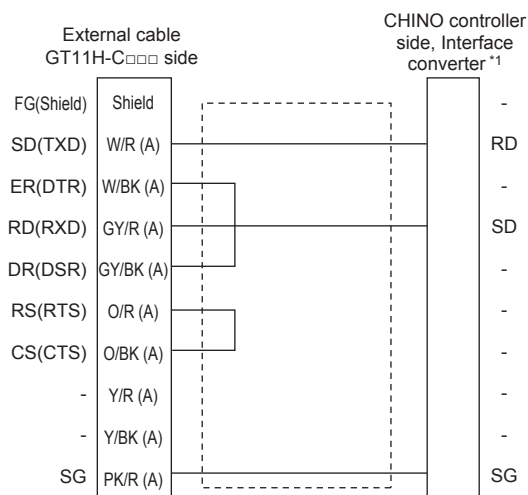 External cable
GT11H-C□□□ side
CHINO controller
side, Interface
converter *1
FG(Shield) Shield -
SD(TXD) W/R (A) RD
ER(DTR) W/BK (A) -
RD(RXD) GY/R (A) SD
DR(DSR) GY/BK (A) -
RS(RTS) O/R (A) -
CS(CTS) O/BK (A) -
- Y/R (A) -
- Y/BK (A) -
SG PK/R (A) SG